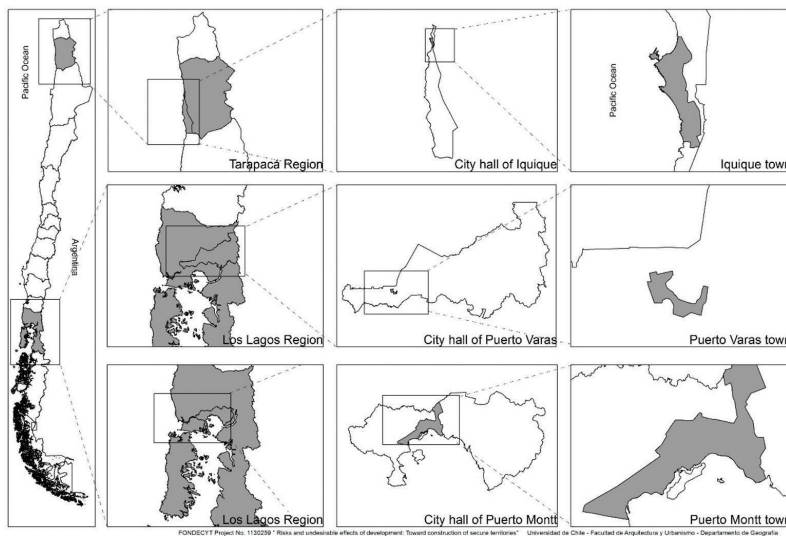 Pacific Ocean
Argentina
Tarapacá Region
City hall of Iquique
Pacific Ocean
Iquique town
Los Lagos Region
City hall of Puerto Varas
Puerto Varas town
Los Lagos Region
City hall of Puerto Montt
Puerto Montt town
FONDECYT Project No. 1130259 " Risks and undesirable effects of development: Toward construction of secure territories" Universidad de Chile - Facultad de Arquitectura y Urbanismo - Departamento de Geografía